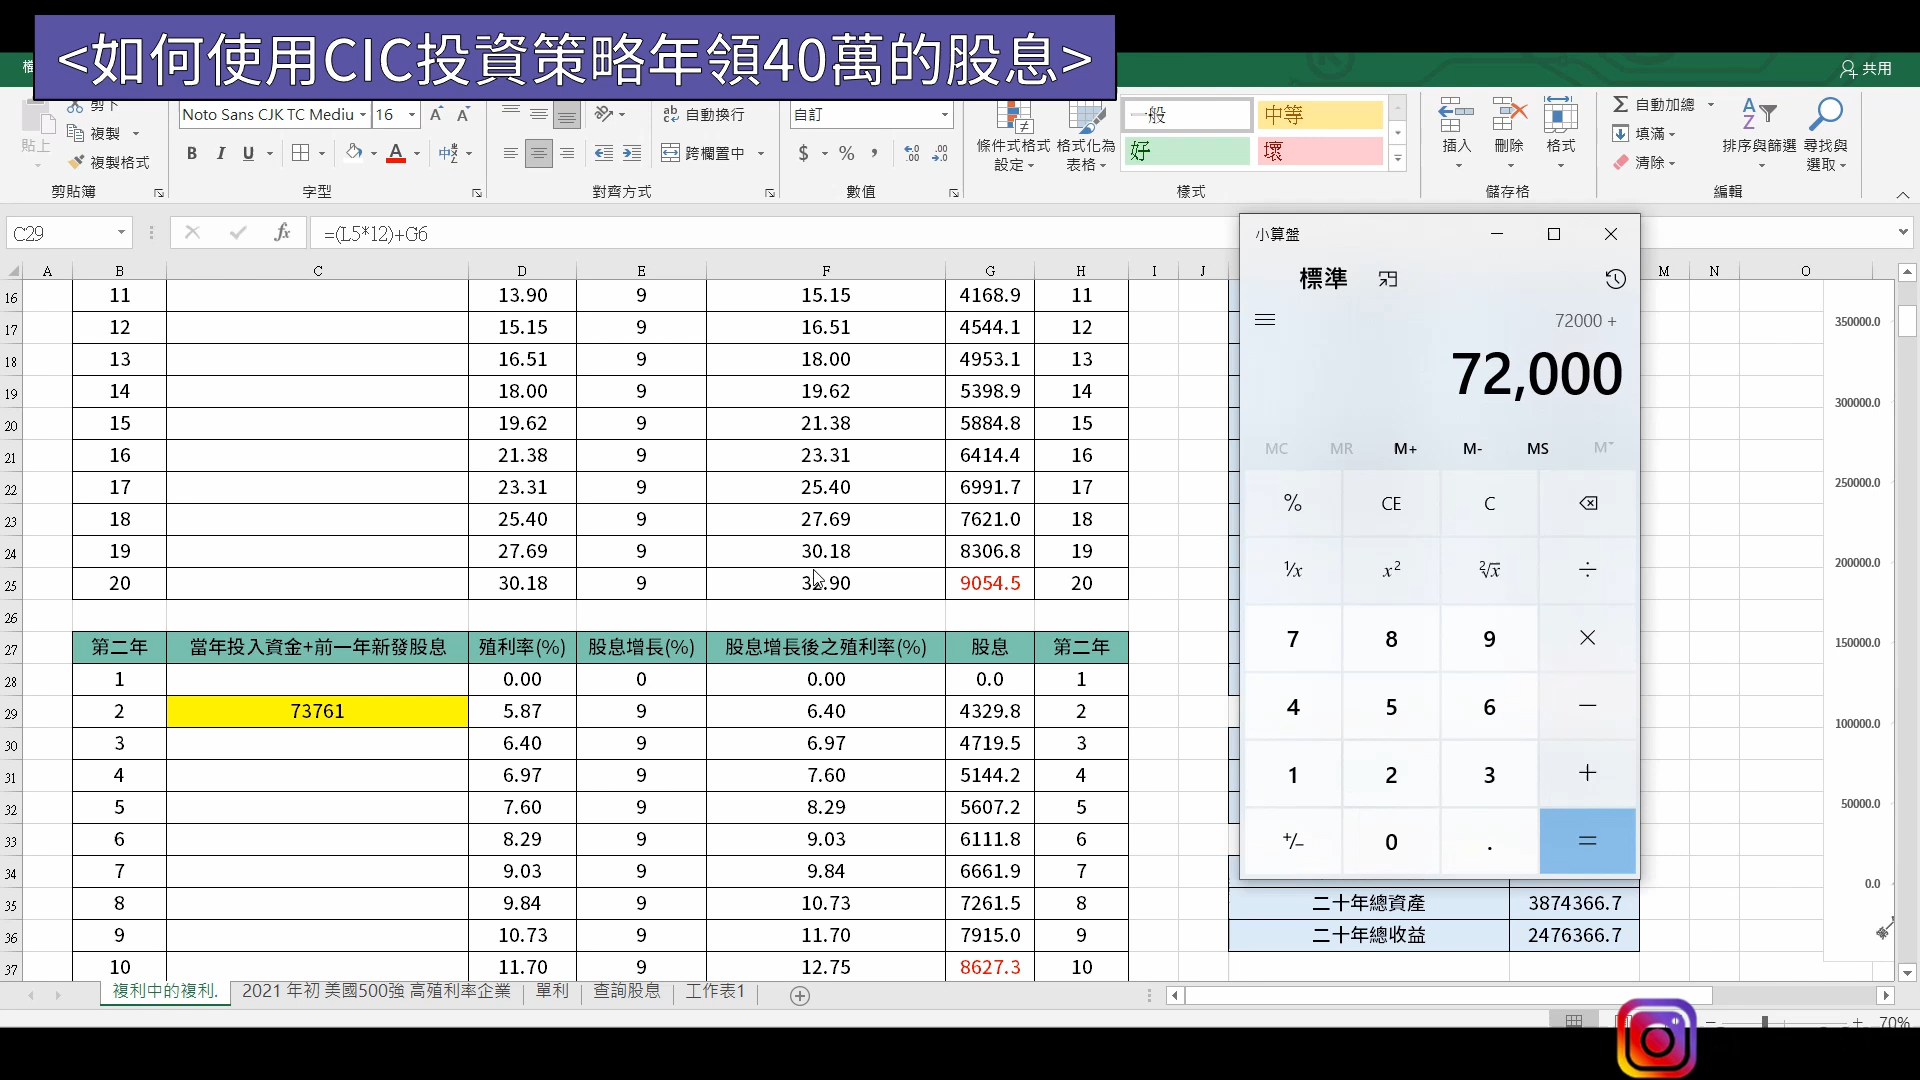 <如何使用CIC投資策略年領40萬的股息>
共用
剪下
複製
複製格式
貼上
剪貼簿
Noto Sans CJK TC Mediu 16 A A
B I U A
字型
自動換行
跨欄置中
對齊方式
自訂
$ % ,
數值
條件式格式
設定
格式化為
表格
一般 中等
好 壞
樣式
插入 刪除 格式
儲存格
自動加總
填滿
清除
排序與篩選
尋找與
選取
編輯
C29 fx =(L5*12)+G6
A B C D E F G H I J M N O
16 11 13.90 9 15.15 4168.9 11
17 12 15.15 9 16.51 4544.1 12
18 13 16.51 9 18.00 4953.1 13
19 14 18.00 9 19.62 5398.9 14
20 15 19.62 9 21.38 5884.8 15
21 16 21.38 9 23.31 6414.4 16
22 17 23.31 9 25.40 6991.7 17
23 18 25.40 9 27.69 7621.0 18
24 19 27.69 9 30.18 8306.8 19
25 20 30.18 9 32.90 9054.5 20
26
27 第二年 當年投入資金+前一年新發股息 殖利率(%) 股息增長(%) 股息增長後之殖利率(%) 股息 第二年
28 1 0.00 0 0.00 0.0 1
29 2 73761 5.87 9 6.40 4329.8 2
30 3 6.40 9 6.97 4719.5 3
31 4 6.97 9 7.60 5144.2 4
32 5 7.60 9 8.29 5607.2 5
33 6 8.29 9 9.03 6111.8 6
34 7 9.03 9 9.84 6661.9 7
35 8 9.84 9 10.73 7261.5 8
36 9 10.73 9 11.70 7915.0 9
37 10 11.70 9 12.75 8627.3 10
小算盤
標準
72000 +
72,000
MC MR M+ M- MS M˅
% CE C
1/x x2 2√x ÷
7 8 9 ×
4 5 6 −
1 2 3 +
+/− 0 . =
二十年總資產 3874366.7
二十年總收益 2476366.7
350000.0
300000.0
250000.0
200000.0
150000.0
100000.0
50000.0
0.0
複利中的複利. 2021 年初 美國500強 高殖利率企業 單利 查詢股息 工作表1
70%